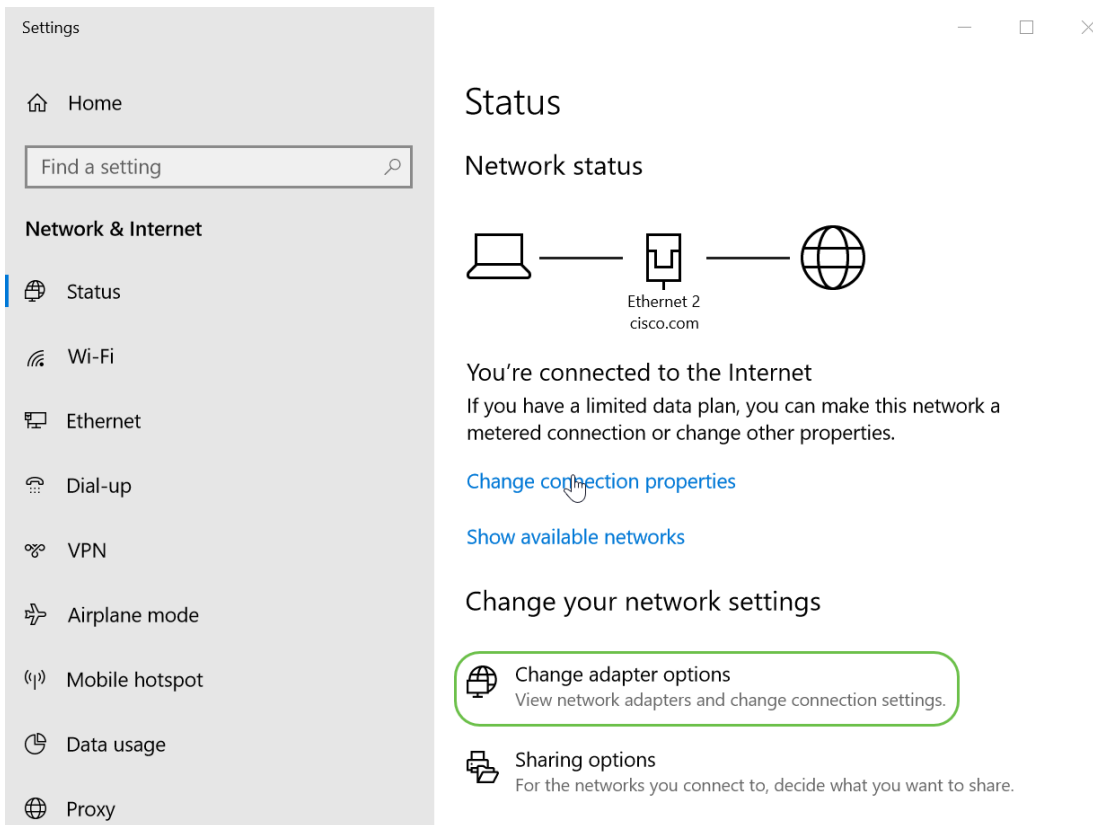 Settings
Home
Find a setting
Network & Internet
Status
Wi-Fi
Ethernet
Dial-up
VPN
Airplane mode
Mobile hotspot
Data usage
Proxy
Status
Network status
Ethernet 2
cisco.com
You’re connected to the Internet
If you have a limited data plan, you can make this network a
metered connection or change other properties.
Change connection properties
Show available networks
Change your network settings
Change adapter options
View network adapters and change connection settings.
Sharing options
For the networks you connect to, decide what you want to share.